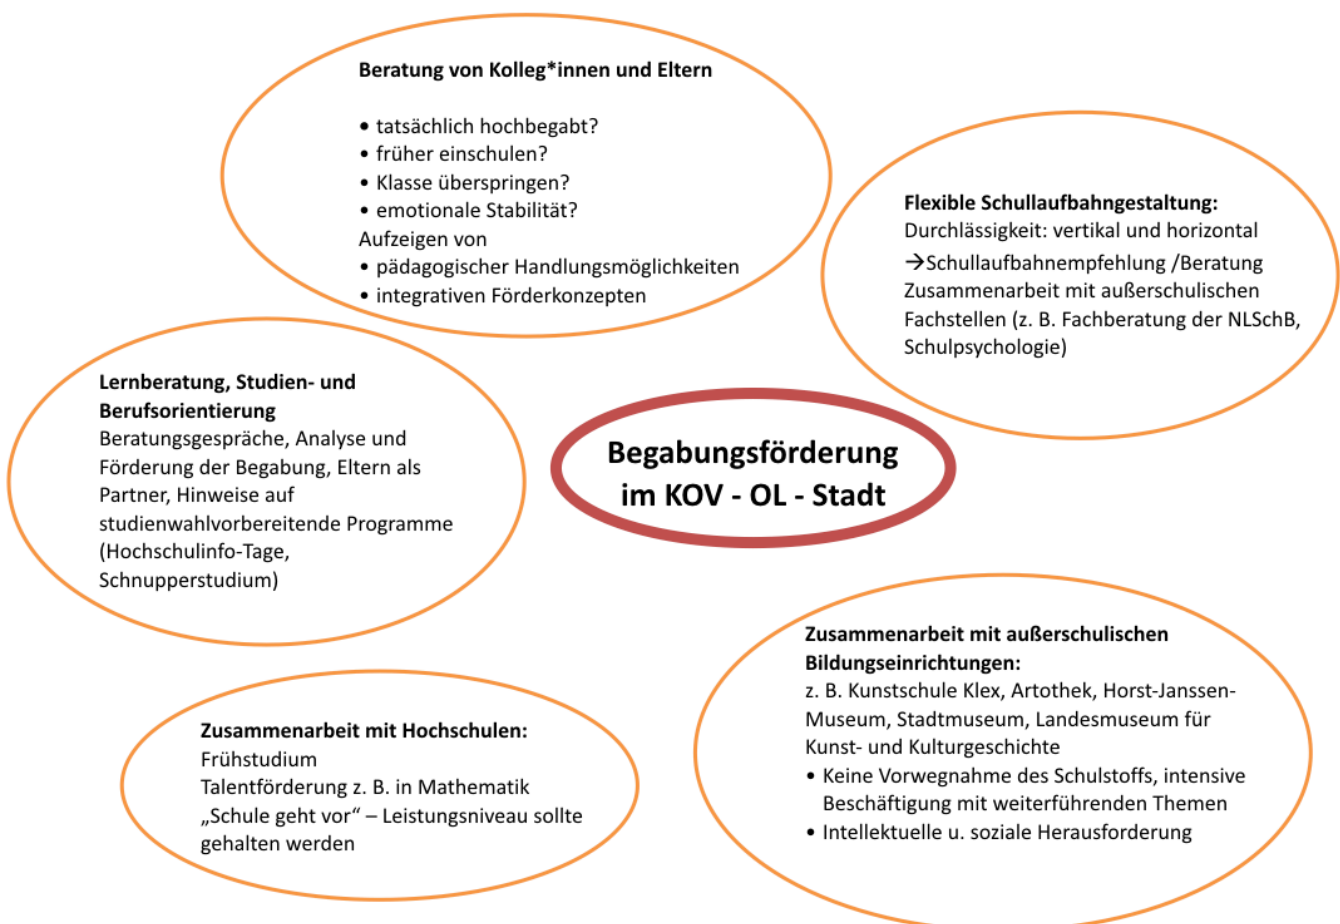 Beratung von Kolleg*innen und Eltern
• tatsächlich hochbegabt?
• früher einschulen?
• Klasse überspringen?
• emotionale Stabilität?
Aufzeigen von
• pädagogischer Handlungsmöglichkeiten
• integrativen Förderkonzepten
Flexible Schullaufbahngestaltung:
Durchlässigkeit: vertikal und horizontal
→Schullaufbahnempfehlung /Beratung
Zusammenarbeit mit außerschulischen
Fachstellen (z. B. Fachberatung der NLSchB,
Schulpsychologie)
Lernberatung, Studien- und
Berufsorientierung
Beratungsgespräche, Analyse und
Förderung der Begabung, Eltern als
Partner, Hinweise auf
studienwahlvorbereitende Programme
(Hochschulinfo-Tage,
Schnupperstudium)
Begabungsförderung
im KOV - OL - Stadt
Zusammenarbeit mit Hochschulen:
Frühstudium
Talentförderung z. B. in Mathematik
„Schule geht vor“ – Leistungsniveau sollte
gehalten werden
Zusammenarbeit mit außerschulischen
Bildungseinrichtungen:
z. B. Kunstschule Klex, Artothek, Horst-Janssen-
Museum, Stadtmuseum, Landesmuseum für
Kunst- und Kulturgeschichte
• Keine Vorwegnahme des Schulstoffs, intensive
Beschäftigung mit weiterführenden Themen
• Intellektuelle u. soziale Herausforderung